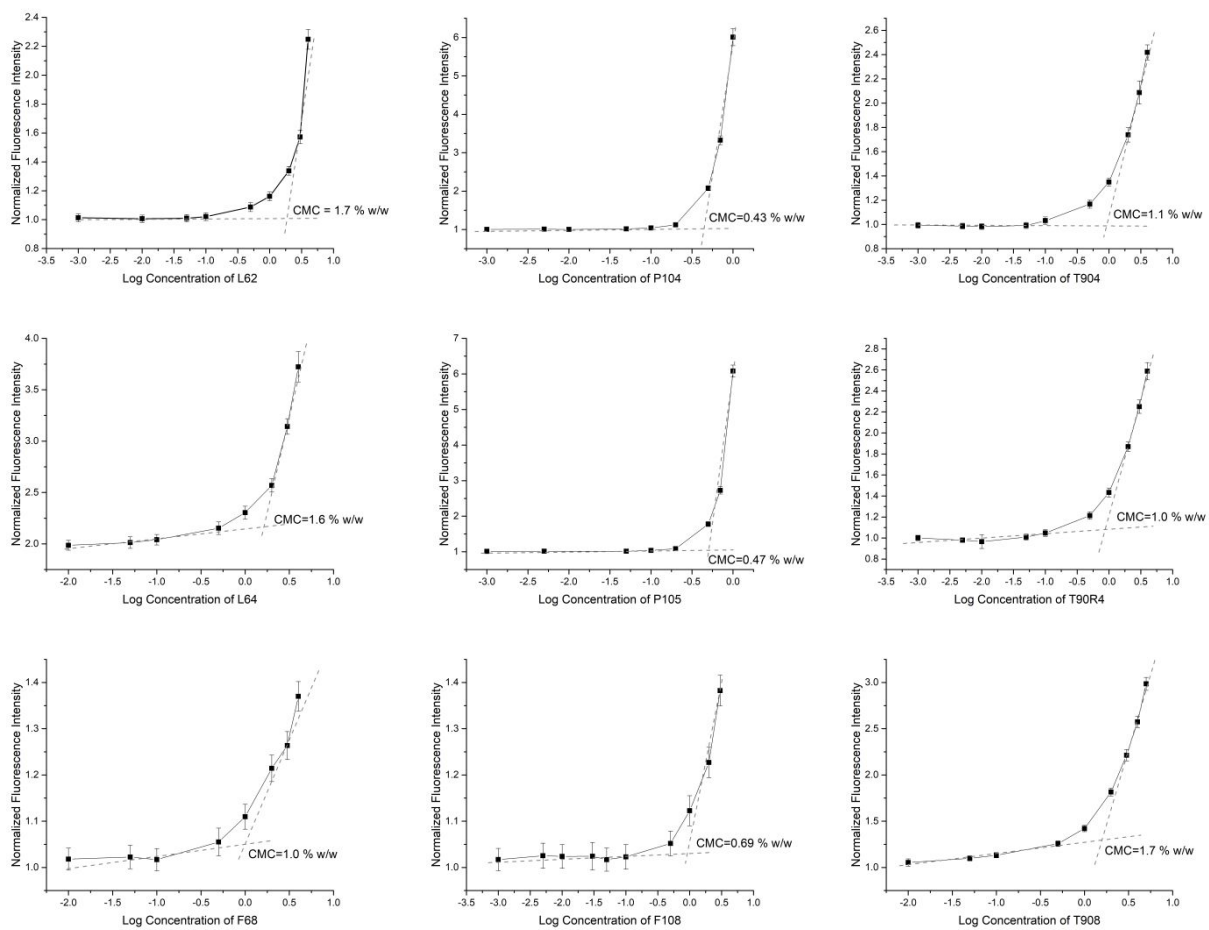 Normalized Fluorescence Intensity
2.4
2.2
2.0
1.8
1.6
1.4
1.2
1.0
0.8
CMC = 1.7 % w/w
-3.5 -3.0 -2.5 -2.0 -1.5 -1.0 -0.5 0.0 0.5 1.0
Log Concentration of L62
Normalized Fluorescence Intensity
6
5
4
3
2
1
CMC=0.43 % w/w
-3.0 -2.5 -2.0 -1.5 -1.0 -0.5 0.0
Log Concentration of P104
Normalized Fluorescence Intensity
2.6
2.4
2.2
2.0
1.8
1.6
1.4
1.2
1.0
0.8
CMC=1.1 % w/w
-3.5 -3.0 -2.5 -2.0 -1.5 -1.0 -0.5 0.0 0.5 1.0
Log Concentration of T904
Normalized Fluorescence Intensity
4.0
3.5
3.0
2.5
2.0
CMC=1.6 % w/w
-2.0 -1.5 -1.0 -0.5 0.0 0.5 1.0
Log Concentration of L64
Normalized Fluorescence Intensity
7
6
5
4
3
2
1
CMC=0.47 % w/w
-3.0 -2.5 -2.0 -1.5 -1.0 -0.5 0.0
Log Concentration of P105
Normalized Fluorescence Intensity
2.8
2.6
2.4
2.2
2.0
1.8
1.6
1.4
1.2
1.0
0.8
CMC=1.0 % w/w
-3.5 -3.0 -2.5 -2.0 -1.5 -1.0 -0.5 0.0 0.5 1.0
Log Concentration of T90R4
Normalized Fluorescence Intensity
1.4
1.3
1.2
1.1
1.0
CMC=1.0 % w/w
-2.0 -1.5 -1.0 -0.5 0.0 0.5 1.0
Log Concentration of F68
Normalized Fluorescence Intensity
1.4
1.3
1.2
1.1
1.0
CMC=0.69 % w/w
-3.5 -3.0 -2.5 -2.0 -1.5 -1.0 -0.5 0.0 0.5 1.0
Log Concentration of F108
Normalized Fluorescence Intensity
3.0
2.5
2.0
1.5
1.0
CMC=1.7 % w/w
-2.0 -1.5 -1.0 -0.5 0.0 0.5 1.0
Log Concentration of T908